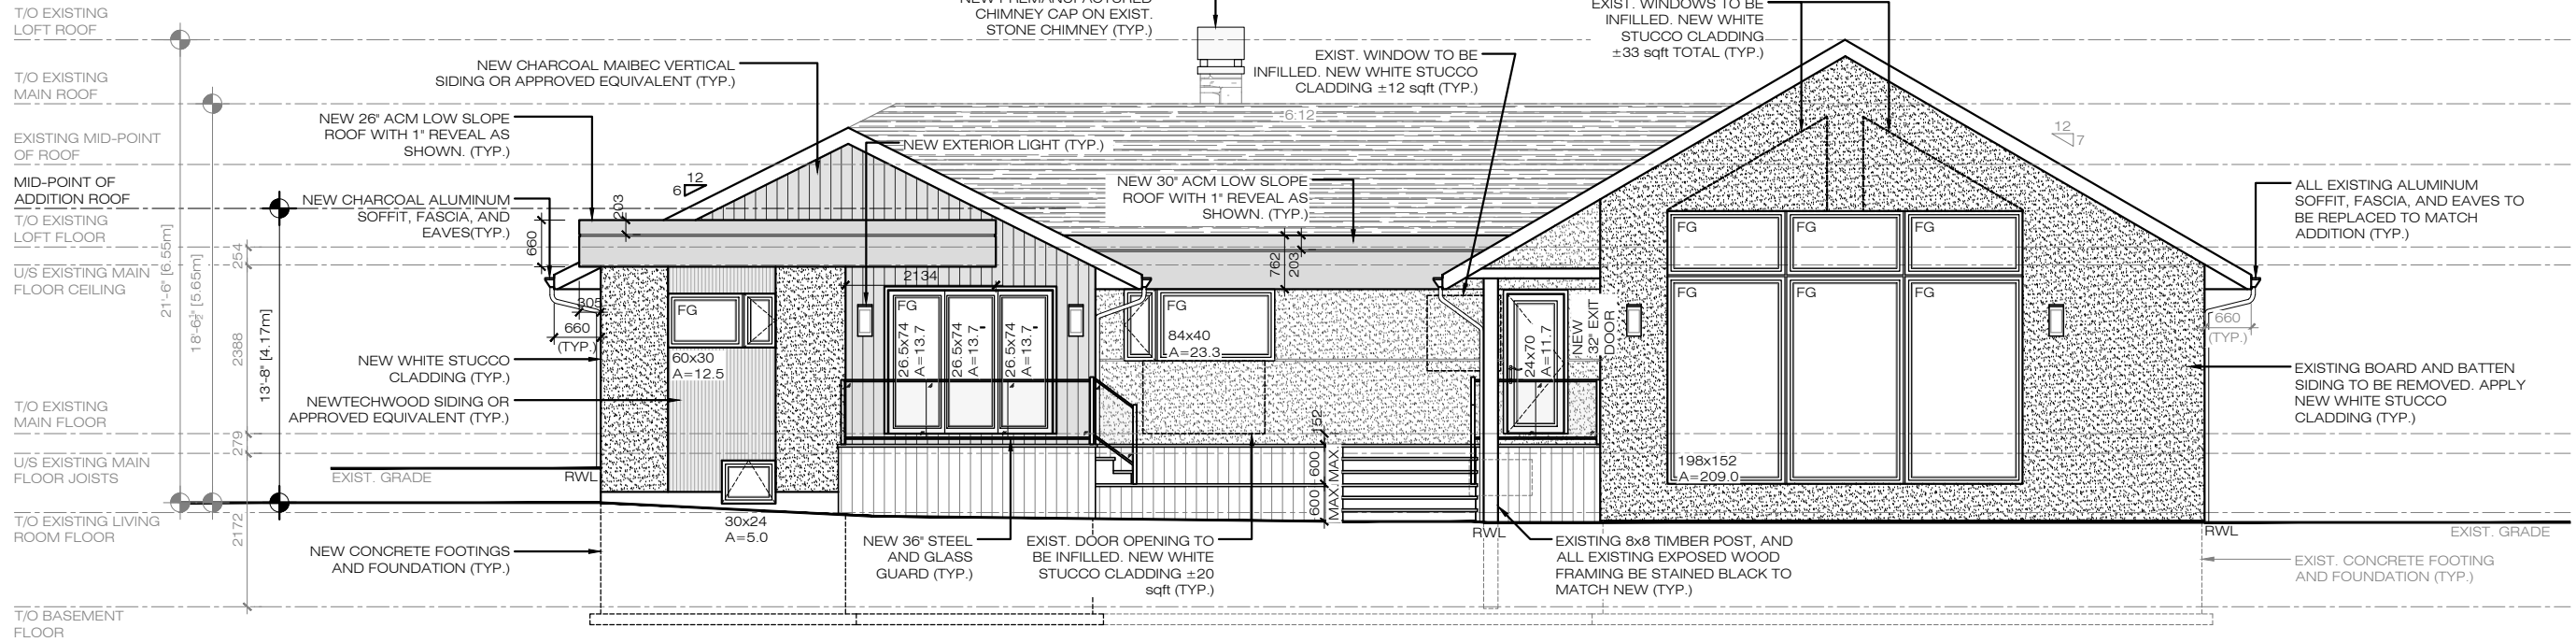 T/O EXISTING
LOFT ROOF
T/O EXISTING
MAIN ROOF
EXISTING MID-POINT
OF ROOF
MID-POINT OF
ADDITION ROOF
T/O EXISTING
LOFT FLOOR
U/S EXISTING MAIN
FLOOR CEILING
T/O EXISTING
MAIN FLOOR
U/S EXISTING MAIN
FLOOR JOISTS
T/O EXISTING LIVING
ROOM FLOOR
T/O BASEMENT
FLOOR
21'-6" [6.55m]
18'-6½" [5.65m]
13'-8" [4.17m]
2544
2388
279
2172
CHIMNEY CAP ON EXIST.
STONE CHIMNEY (TYP.)
NEW CHARCOAL MAIBEC VERTICAL
SIDING OR APPROVED EQUIVALENT (TYP.)
NEW 26" ACM LOW SLOPE
ROOF WITH 1" REVEAL AS
SHOWN. (TYP.)
NEW CHARCOAL ALUMINUM
SOFFIT, FASCIA, AND
EAVES(TYP.)
NEW EXTERIOR LIGHT (TYP.)
EXIST. WINDOW TO BE
INFILLED. NEW WHITE STUCCO
CLADDING ±12 sqft (TYP.)
EXIST. WINDOWS TO BE
INFILLED. NEW WHITE
STUCCO CLADDING
±33 sqft TOTAL (TYP.)
6:12
NEW 30" ACM LOW SLOPE
ROOF WITH 1" REVEAL AS
SHOWN. (TYP.)
12
6
12
7
203
660
305
660
(TYP.)
2134
762
203
ALL EXISTING ALUMINUM
SOFFIT, FASCIA, AND EAVES TO
BE REPLACED TO MATCH
ADDITION (TYP.)
660
(TYP.)
NEW WHITE STUCCO
CLADDING (TYP.)
NEWTECHWOOD SIDING OR
APPROVED EQUIVALENT (TYP.)
FG
60x30
A=12.5
FG
26.5x74
A=13.7
26.5x74
A=13.7
26.5x74
A=13.7
FG
84x40
A=23.3
24x70
A=11.7
NEW
32" EXIT
DOOR
FG
FG
FG
FG
FG
FG
198x152
A=209.0
EXISTING BOARD AND BATTEN
SIDING TO BE REMOVED. APPLY
NEW WHITE STUCCO
CLADDING (TYP.)
152
600
MAX.
600
MAX.
EXIST. GRADE
RWL
30x24
A=5.0
NEW CONCRETE FOOTINGS
AND FOUNDATION (TYP.)
NEW 36" STEEL
AND GLASS
GUARD (TYP.)
EXIST. DOOR OPENING TO
BE INFILLED. NEW WHITE
STUCCO CLADDING ±20
sqft (TYP.)
RWL
EXISTING 8x8 TIMBER POST, AND
ALL EXISTING EXPOSED WOOD
FRAMING BE STAINED BLACK TO
MATCH NEW (TYP.)
RWL
EXIST. GRADE
EXIST. CONCRETE FOOTING
AND FOUNDATION (TYP.)